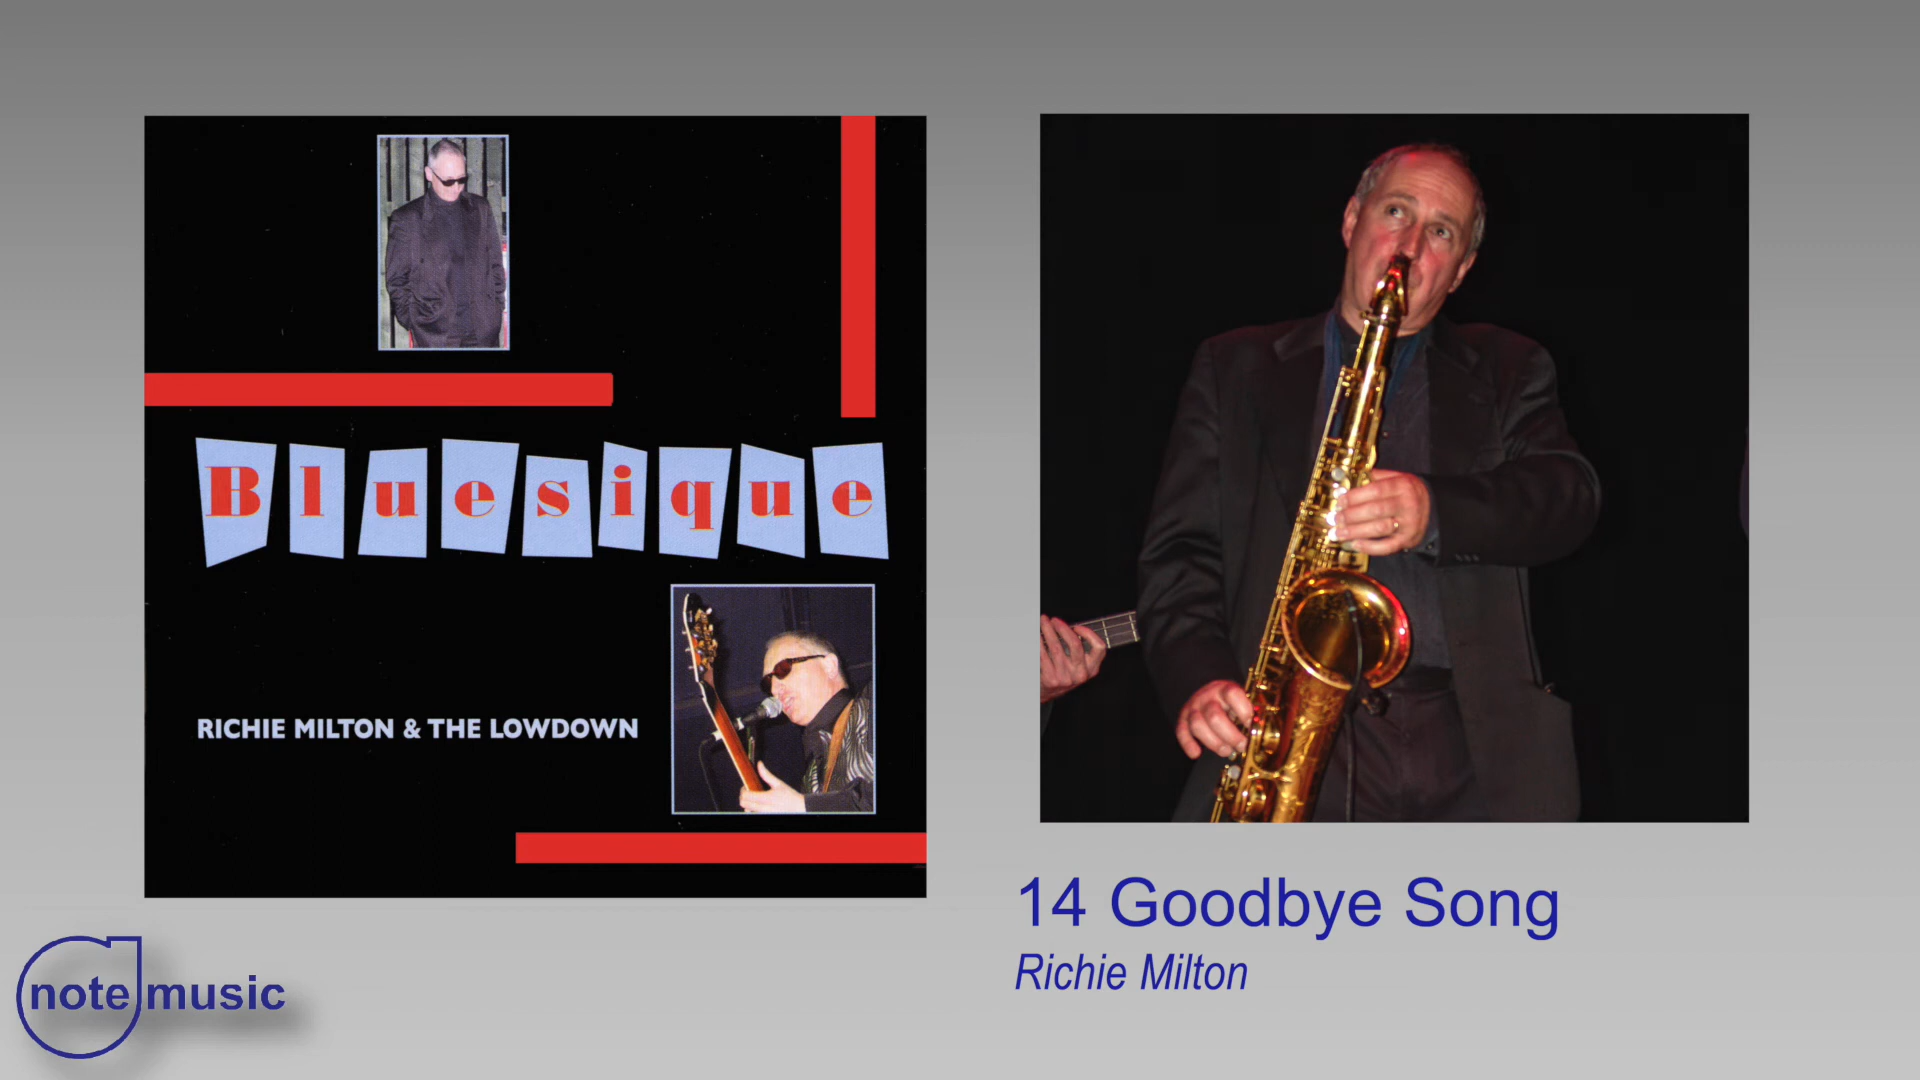 Bluesique
RICHIE MILTON & THE LOWDOWN
14 Goodbye Song
Richie Milton
note music